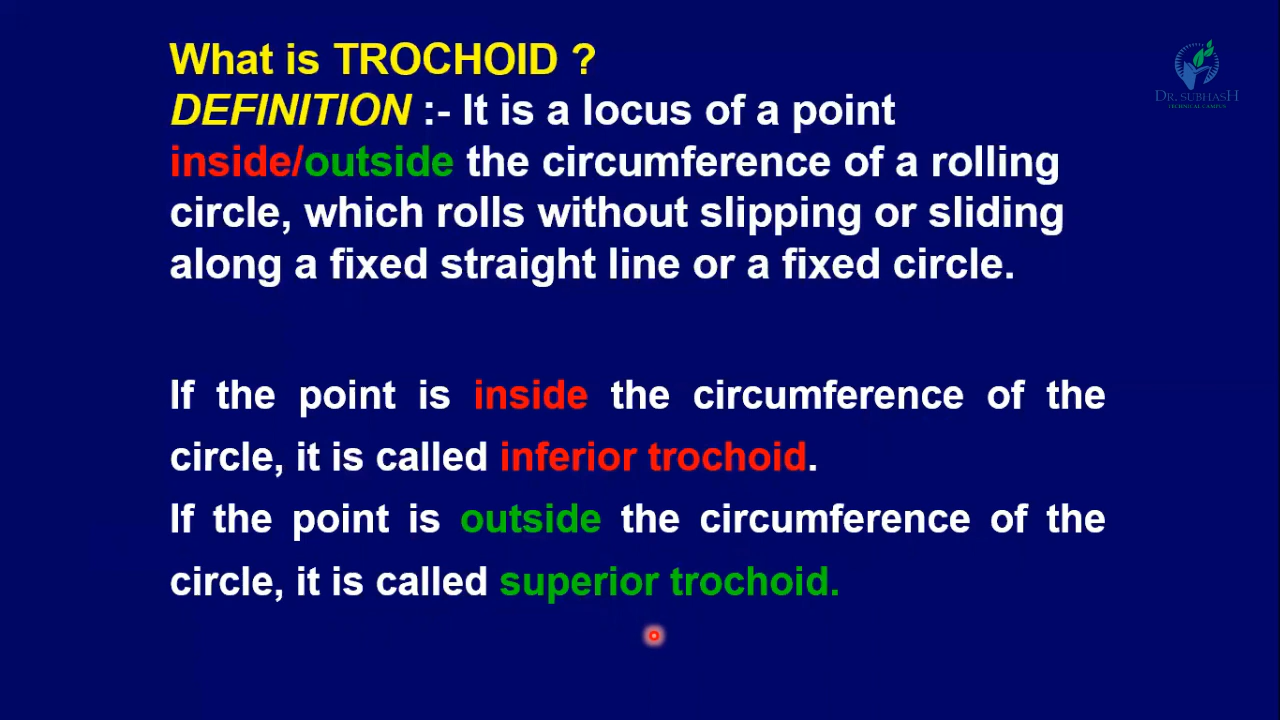 What is TROCHOID ?
DEFINITION :- It is a locus of a point
inside/outside the circumference of a rolling
circle, which rolls without slipping or sliding
along a fixed straight line or a fixed circle.
If the point is inside the circumference of the
circle, it is called inferior trochoid.
If the point is outside the circumference of the
circle, it is called superior trochoid.
DR. SUBHASH
TECHNICAL CAMPUS